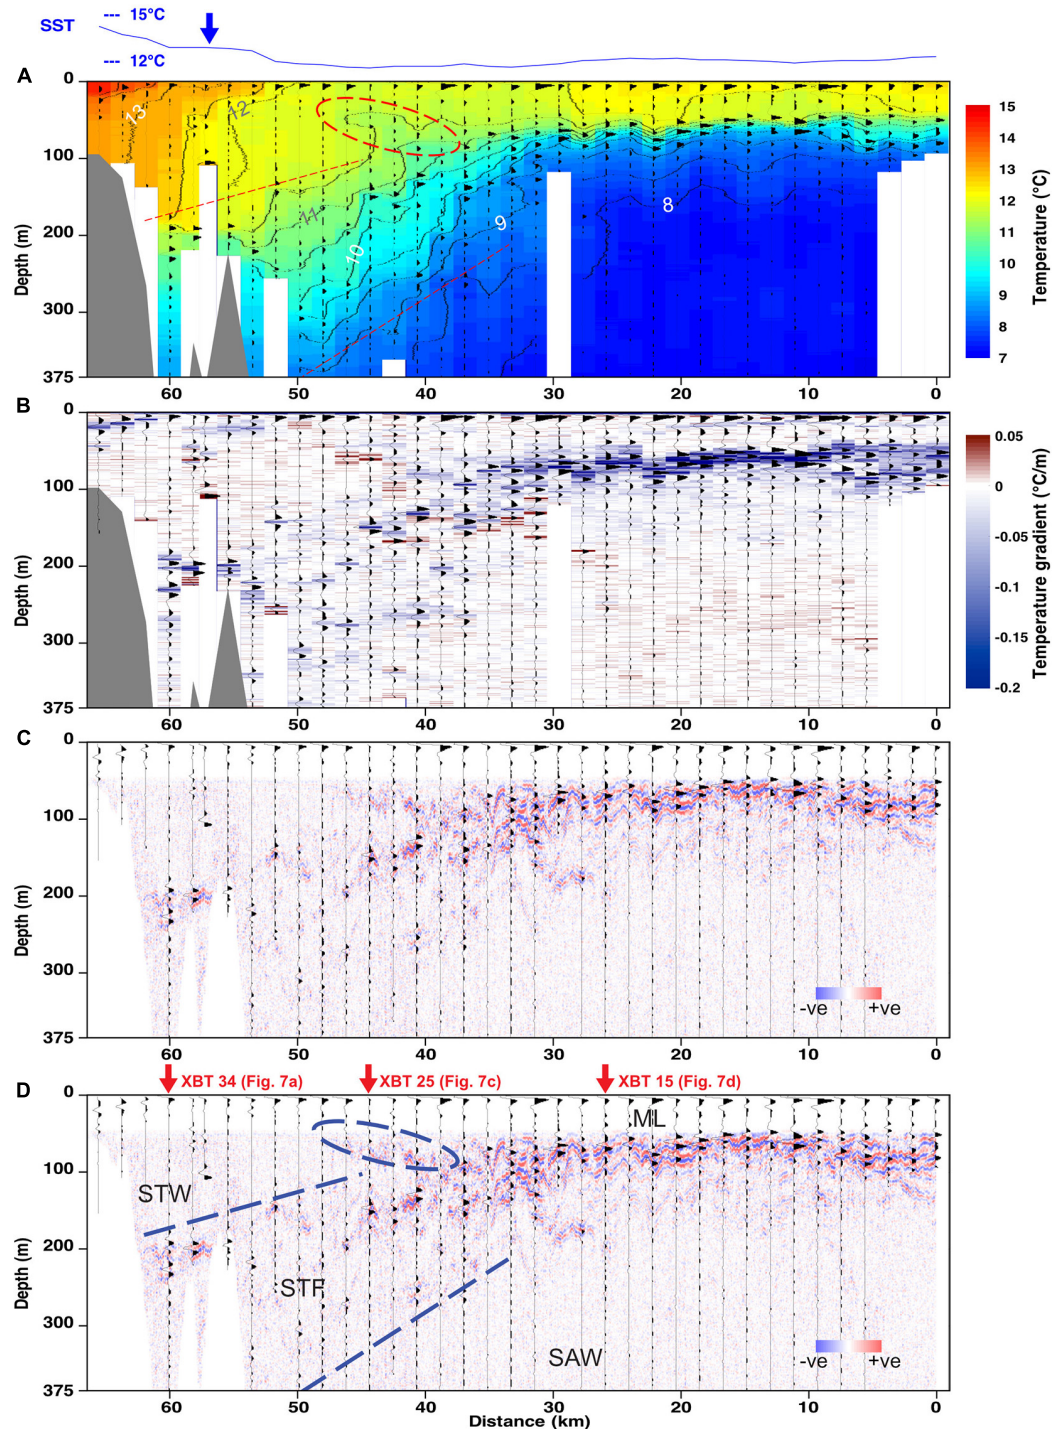 SST
--- 15°C
--- 12°C
A
0
100
200
300
375
Depth (m)
13
12
11
10
9
8
60 50 40 30 20 10 0
15
14
13
12
11
10
9
8
7
Temperature (°C)
B
0
100
200
300
375
Depth (m)
60 50 40 30 20 10 0
0.05
0
-0.05
-0.1
-0.15
-0.2
Temperature gradient (°C/m)
C
0
100
200
300
375
Depth (m)
-ve +ve
60 50 40 30 20 10 0
XBT 34 (Fig. 7a) XBT 25 (Fig. 7c) XBT 15 (Fig. 7d)
D
0
100
200
300
375
Depth (m)
ML
STW
STF
SAW
-ve +ve
60 50 40 30 20 10 0
Distance (km)